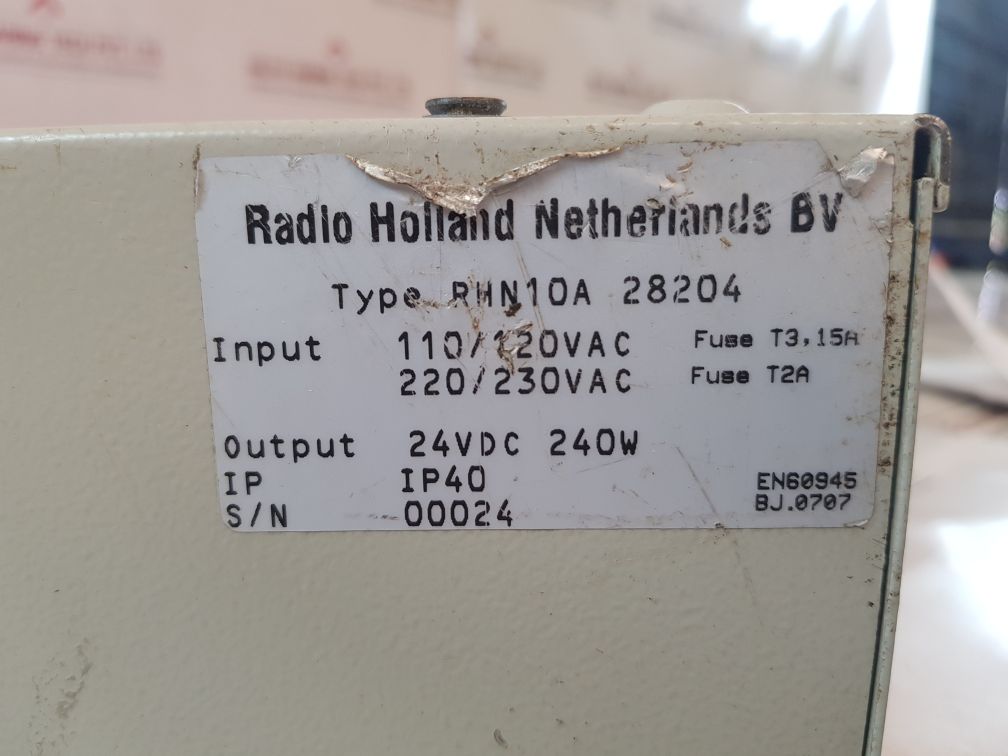 Radio Holland Netherlands BV
Type RHN10A 28204
Input 110/120VAC Fuse T3,15A
220/230VAC Fuse T2A
Output 24VDC 240W
IP IP40
S/N 00024
EN60945
BJ.0707